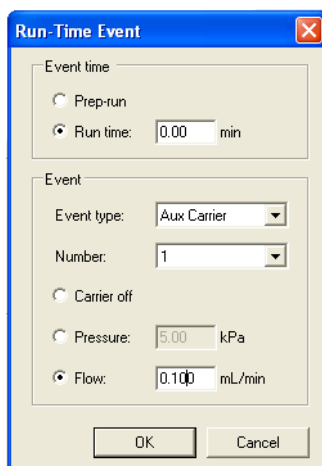 Run-Time Event
Event time
Prep-run
Run time: 0.00 min
Event
Event type: Aux Carrier
Number: 1
Carrier off
Pressure: 5.00 kPa
Flow: 0.100 mL/min
OK Cancel